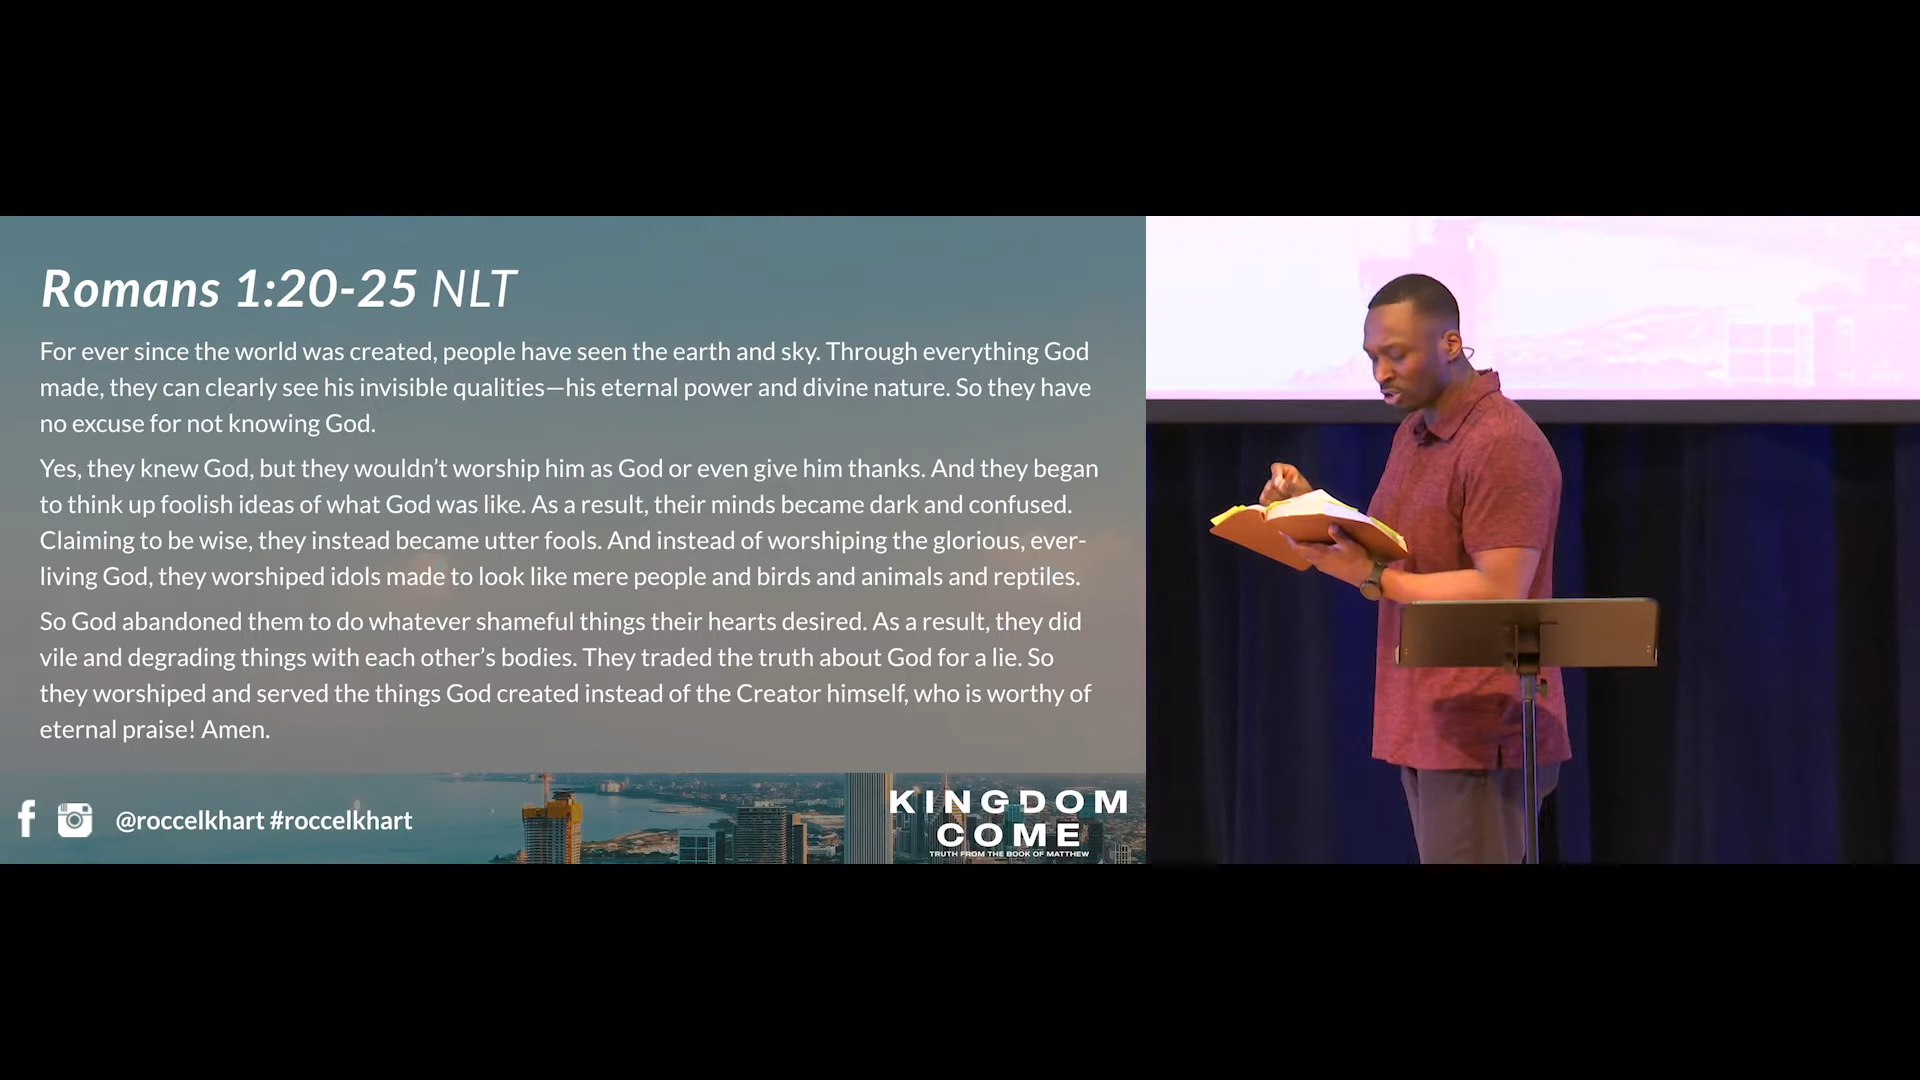 Romans 1:20-25 NLT
For ever since the world was created, people have seen the earth and sky. Through everything God
made, they can clearly see his invisible qualities—his eternal power and divine nature. So they have
no excuse for not knowing God.
Yes, they knew God, but they wouldn’t worship him as God or even give him thanks. And they began
to think up foolish ideas of what God was like. As a result, their minds became dark and confused.
Claiming to be wise, they instead became utter fools. And instead of worshiping the glorious, ever-
living God, they worshiped idols made to look like mere people and birds and animals and reptiles.
So God abandoned them to do whatever shameful things their hearts desired. As a result, they did
vile and degrading things with each other’s bodies. They traded the truth about God for a lie. So
they worshiped and served the things God created instead of the Creator himself, who is worthy of
eternal praise! Amen.
@roccelkhart #roccelkhart
KINGDOM
COME
TRUTH FROM THE BOOK OF MATTHEW